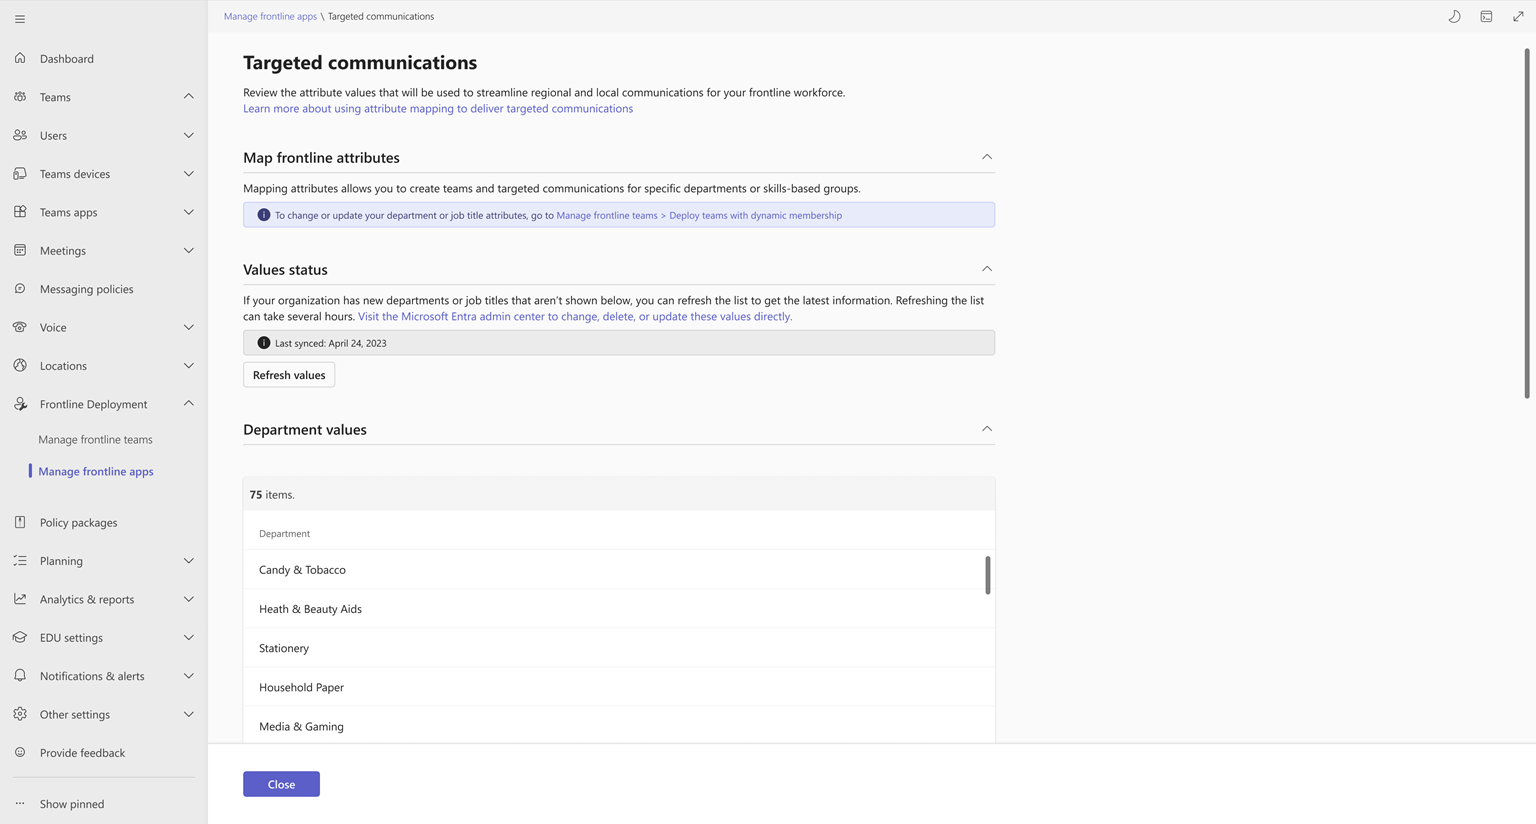 Manage frontline apps \ Targeted communications
Dashboard
Teams
Users
Teams devices
Teams apps
Meetings
Messaging policies
Voice
Locations
Frontline Deployment
Manage frontline teams
Manage frontline apps
Policy packages
Planning
Analytics & reports
EDU settings
Notifications & alerts
Other settings
Provide feedback
Show pinned
Targeted communications
Review the attribute values that will be used to streamline regional and local communications for your frontline workforce.
Learn more about using attribute mapping to deliver targeted communications
Map frontline attributes
Mapping attributes allows you to create teams and targeted communications for specific departments or skills-based groups.
To change or update your department or job title attributes, go to Manage frontline teams > Deploy teams with dynamic membership
Values status
If your organization has new departments or job titles that aren't shown below, you can refresh the list to get the latest information. Refreshing the list
can take several hours. Visit the Microsoft Entra admin center to change, delete, or update these values directly.
Last synced: April 24, 2023
Refresh values
Department values
75 items.
Department
Candy & Tobacco
Heath & Beauty Aids
Stationery
Household Paper
Media & Gaming
Close